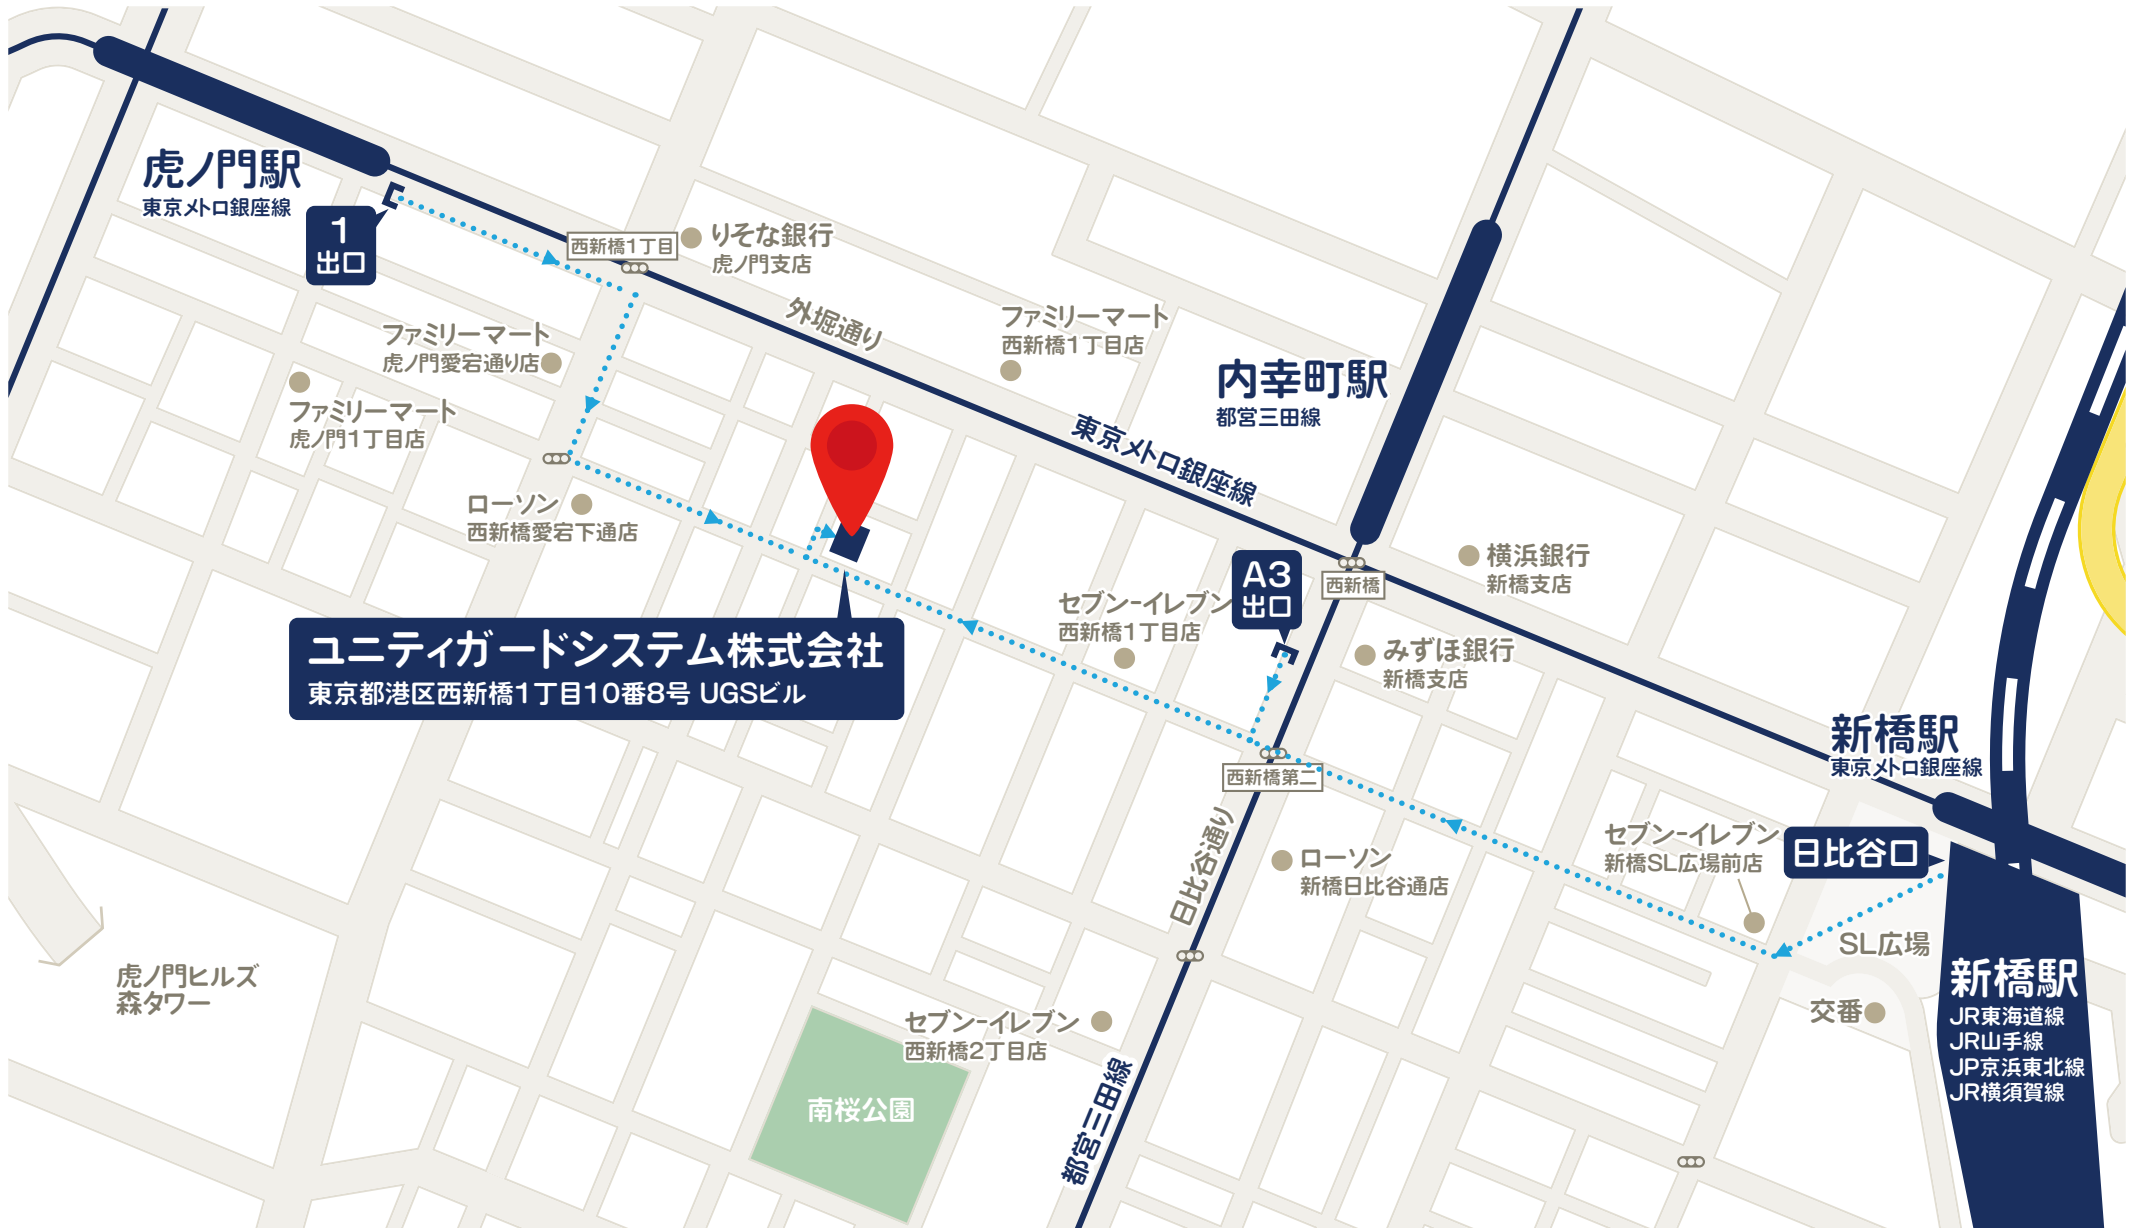 虎ノ門駅
東京メトロ銀座線
1
出口
西新橋1丁目
りそな銀行
虎ノ門支店
外堀通り
ファミリーマート
西新橋1丁目店
ファミリーマート
虎ノ門愛宕通り店
ファミリーマート
虎ノ門1丁目店
内幸町駅
都営三田線
東京メトロ銀座線
ローソン
西新橋愛宕下通店
A3
出口
西新橋
横浜銀行
新橋支店
セブン-イレブン
西新橋1丁目店
みずほ銀行
新橋支店
ユニティガードシステム株式会社
東京都港区西新橋1丁目10番8号 UGSビル
西新橋第二
新橋駅
東京メトロ銀座線
日比谷通り
ローソン
新橋日比谷通店
セブン-イレブン
新橋SL広場前店
日比谷口
SL広場
虎ノ門ヒルズ
森タワー
新橋駅
JR東海道線
JR山手線
JP京浜東北線
JR横須賀線
交番
セブン-イレブン
西新橋2丁目店
南桜公園
都営三田線